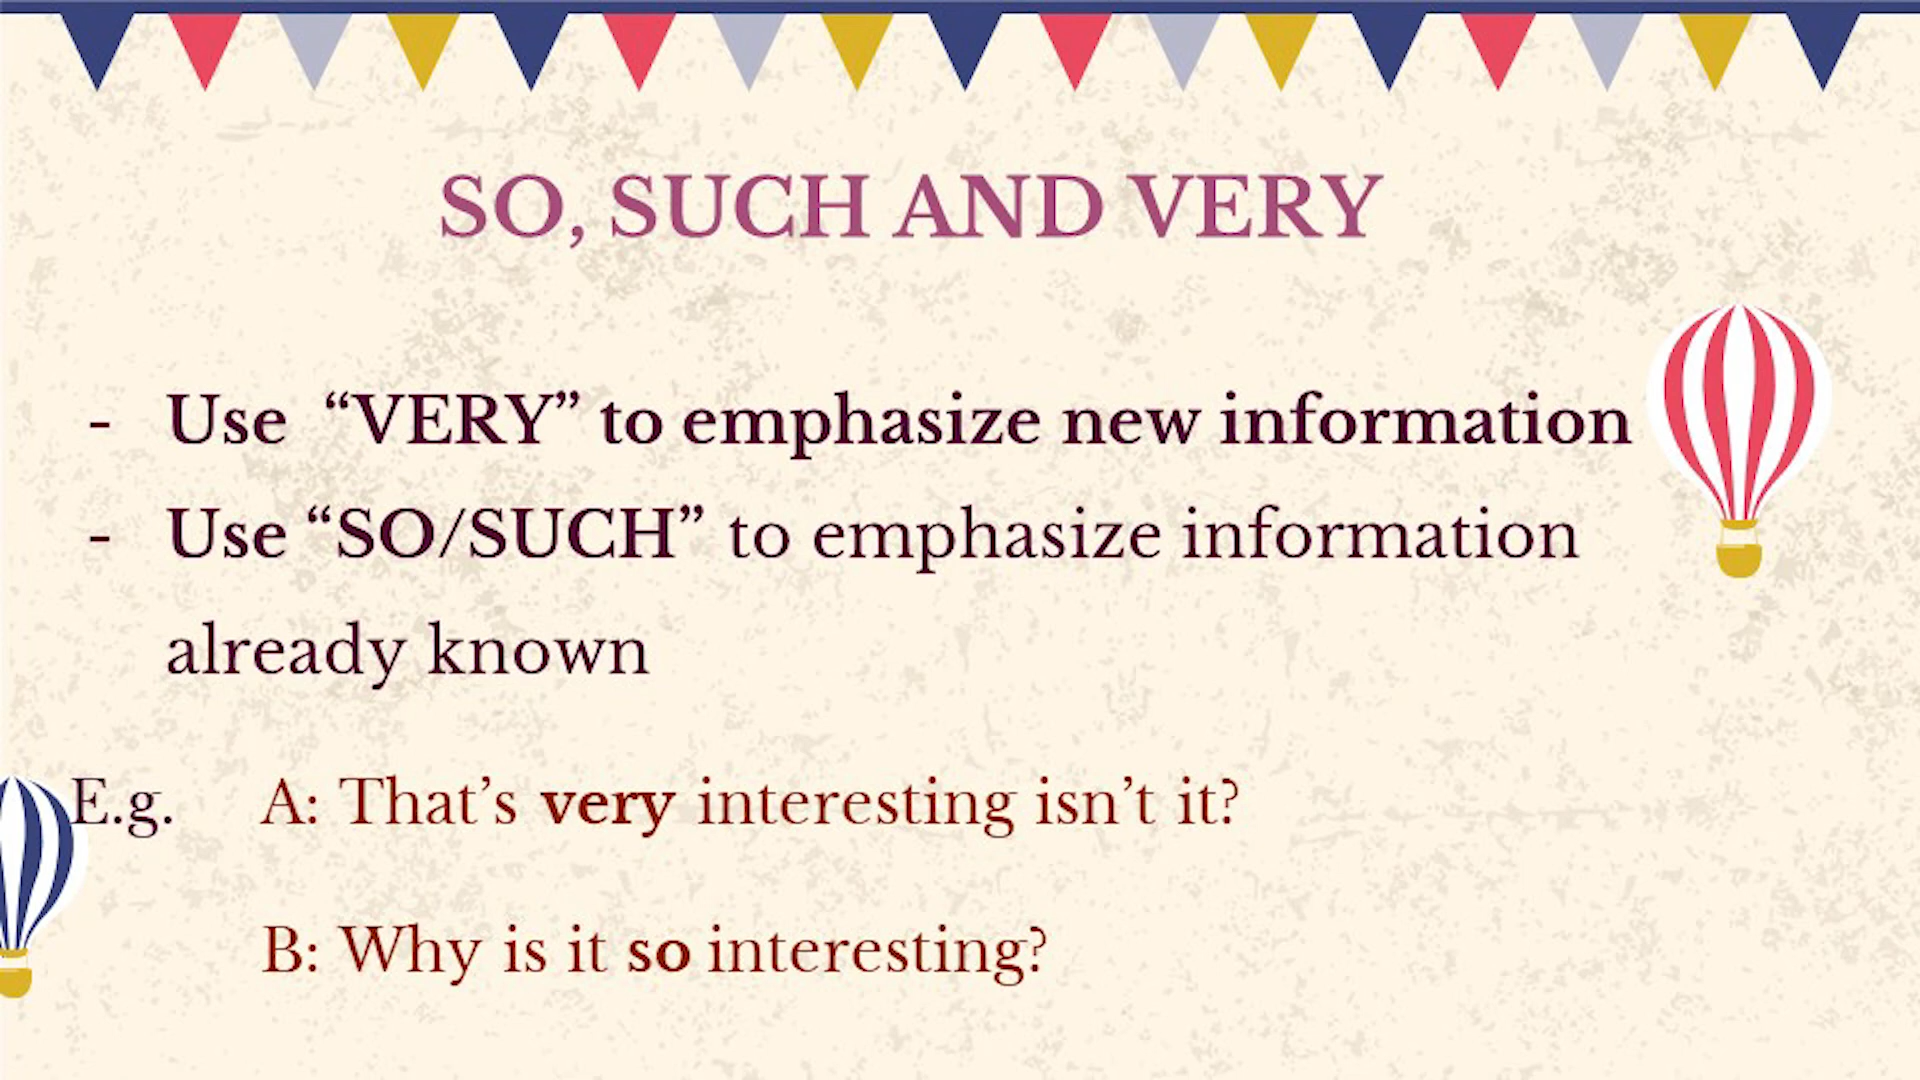 SO, SUCH AND VERY
- Use “VERY” to emphasize new information
- Use “SO/SUCH” to emphasize information
already known
E.g. A: That’s very interesting isn’t it?
B: Why is it so interesting?